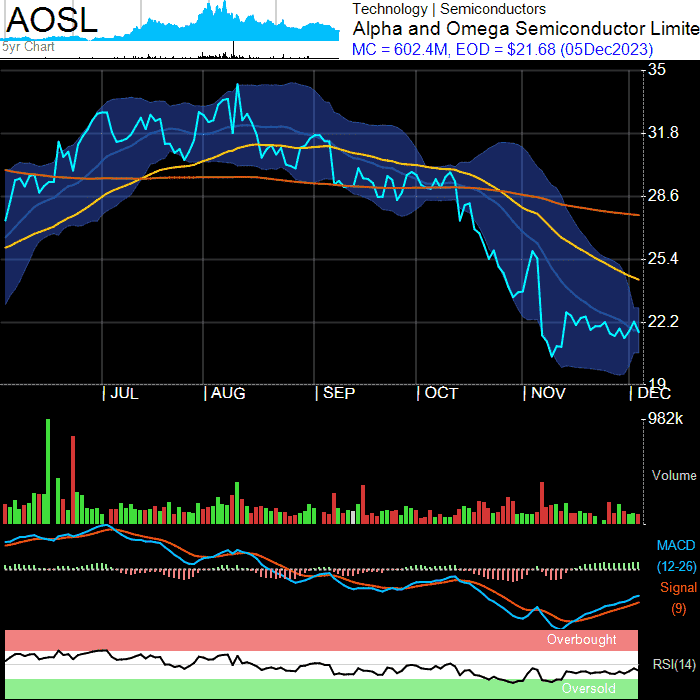 AOSL
5yr Chart
Technology | Semiconductors
Alpha and Omega Semiconductor Limite
MC = 602.4M, EOD = $21.68 (05Dec2023)
35
31.8
28.6
25.4
22.2
19
JUL
AUG
SEP
OCT
NOV
DEC
982k
Volume
MACD
(12-26)
Signal
(9)
Overbought
RSI(14)
Oversold